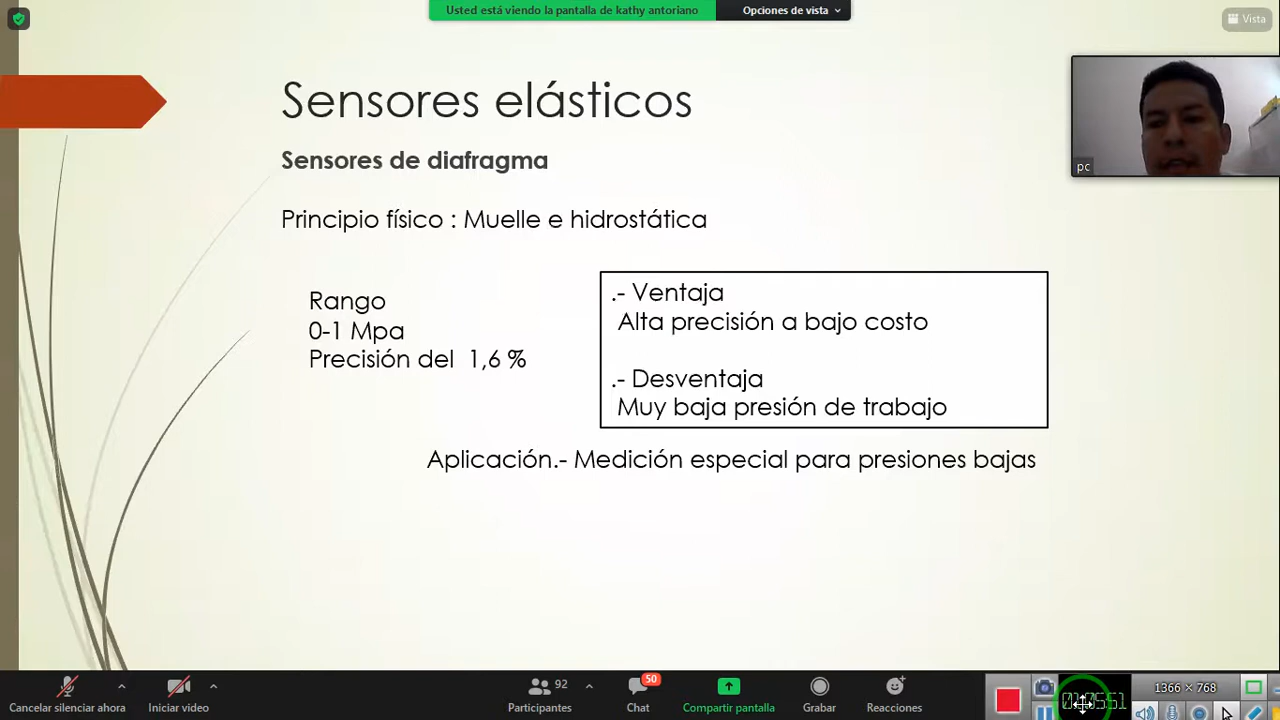 Usted está viendo la pantalla de kathy antoriano
Opciones de vista
Vista
Sensores elásticos
Sensores de diafragma
pc
Principio físico : Muelle e hidrostática
Rango
0-1 Mpa
Precisión del 1,6 %
.- Ventaja
Alta precisión a bajo costo
.- Desventaja
Muy baja presión de trabajo
Aplicación.- Medición especial para presiones bajas
92
50
1366 × 768
Cancelar silenciar ahora
Iniciar video
Participantes
Chat
Compartir pantalla
Grabar
Reacciones